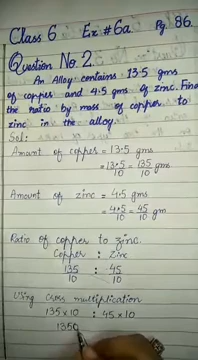 Class 6 Ex #6a Pg 86.
Question No.2
An Alloy contains 13.5 gms
of copper and 4.5 gms of zinc. Find
the ratio by mass of copper to
zinc in the alloy.
Sol:
Amount of copper = 13.5 gms
= 13.5/10 = 135/10 gm
Amount of zinc = 4.5 gms
= 4.5/10 = 45/10 gm
Ratio of copper to zinc.
Copper : Zinc
135/10 : 45/10
Using Cross multiplication
135 x 10 : 45 x 10
1350